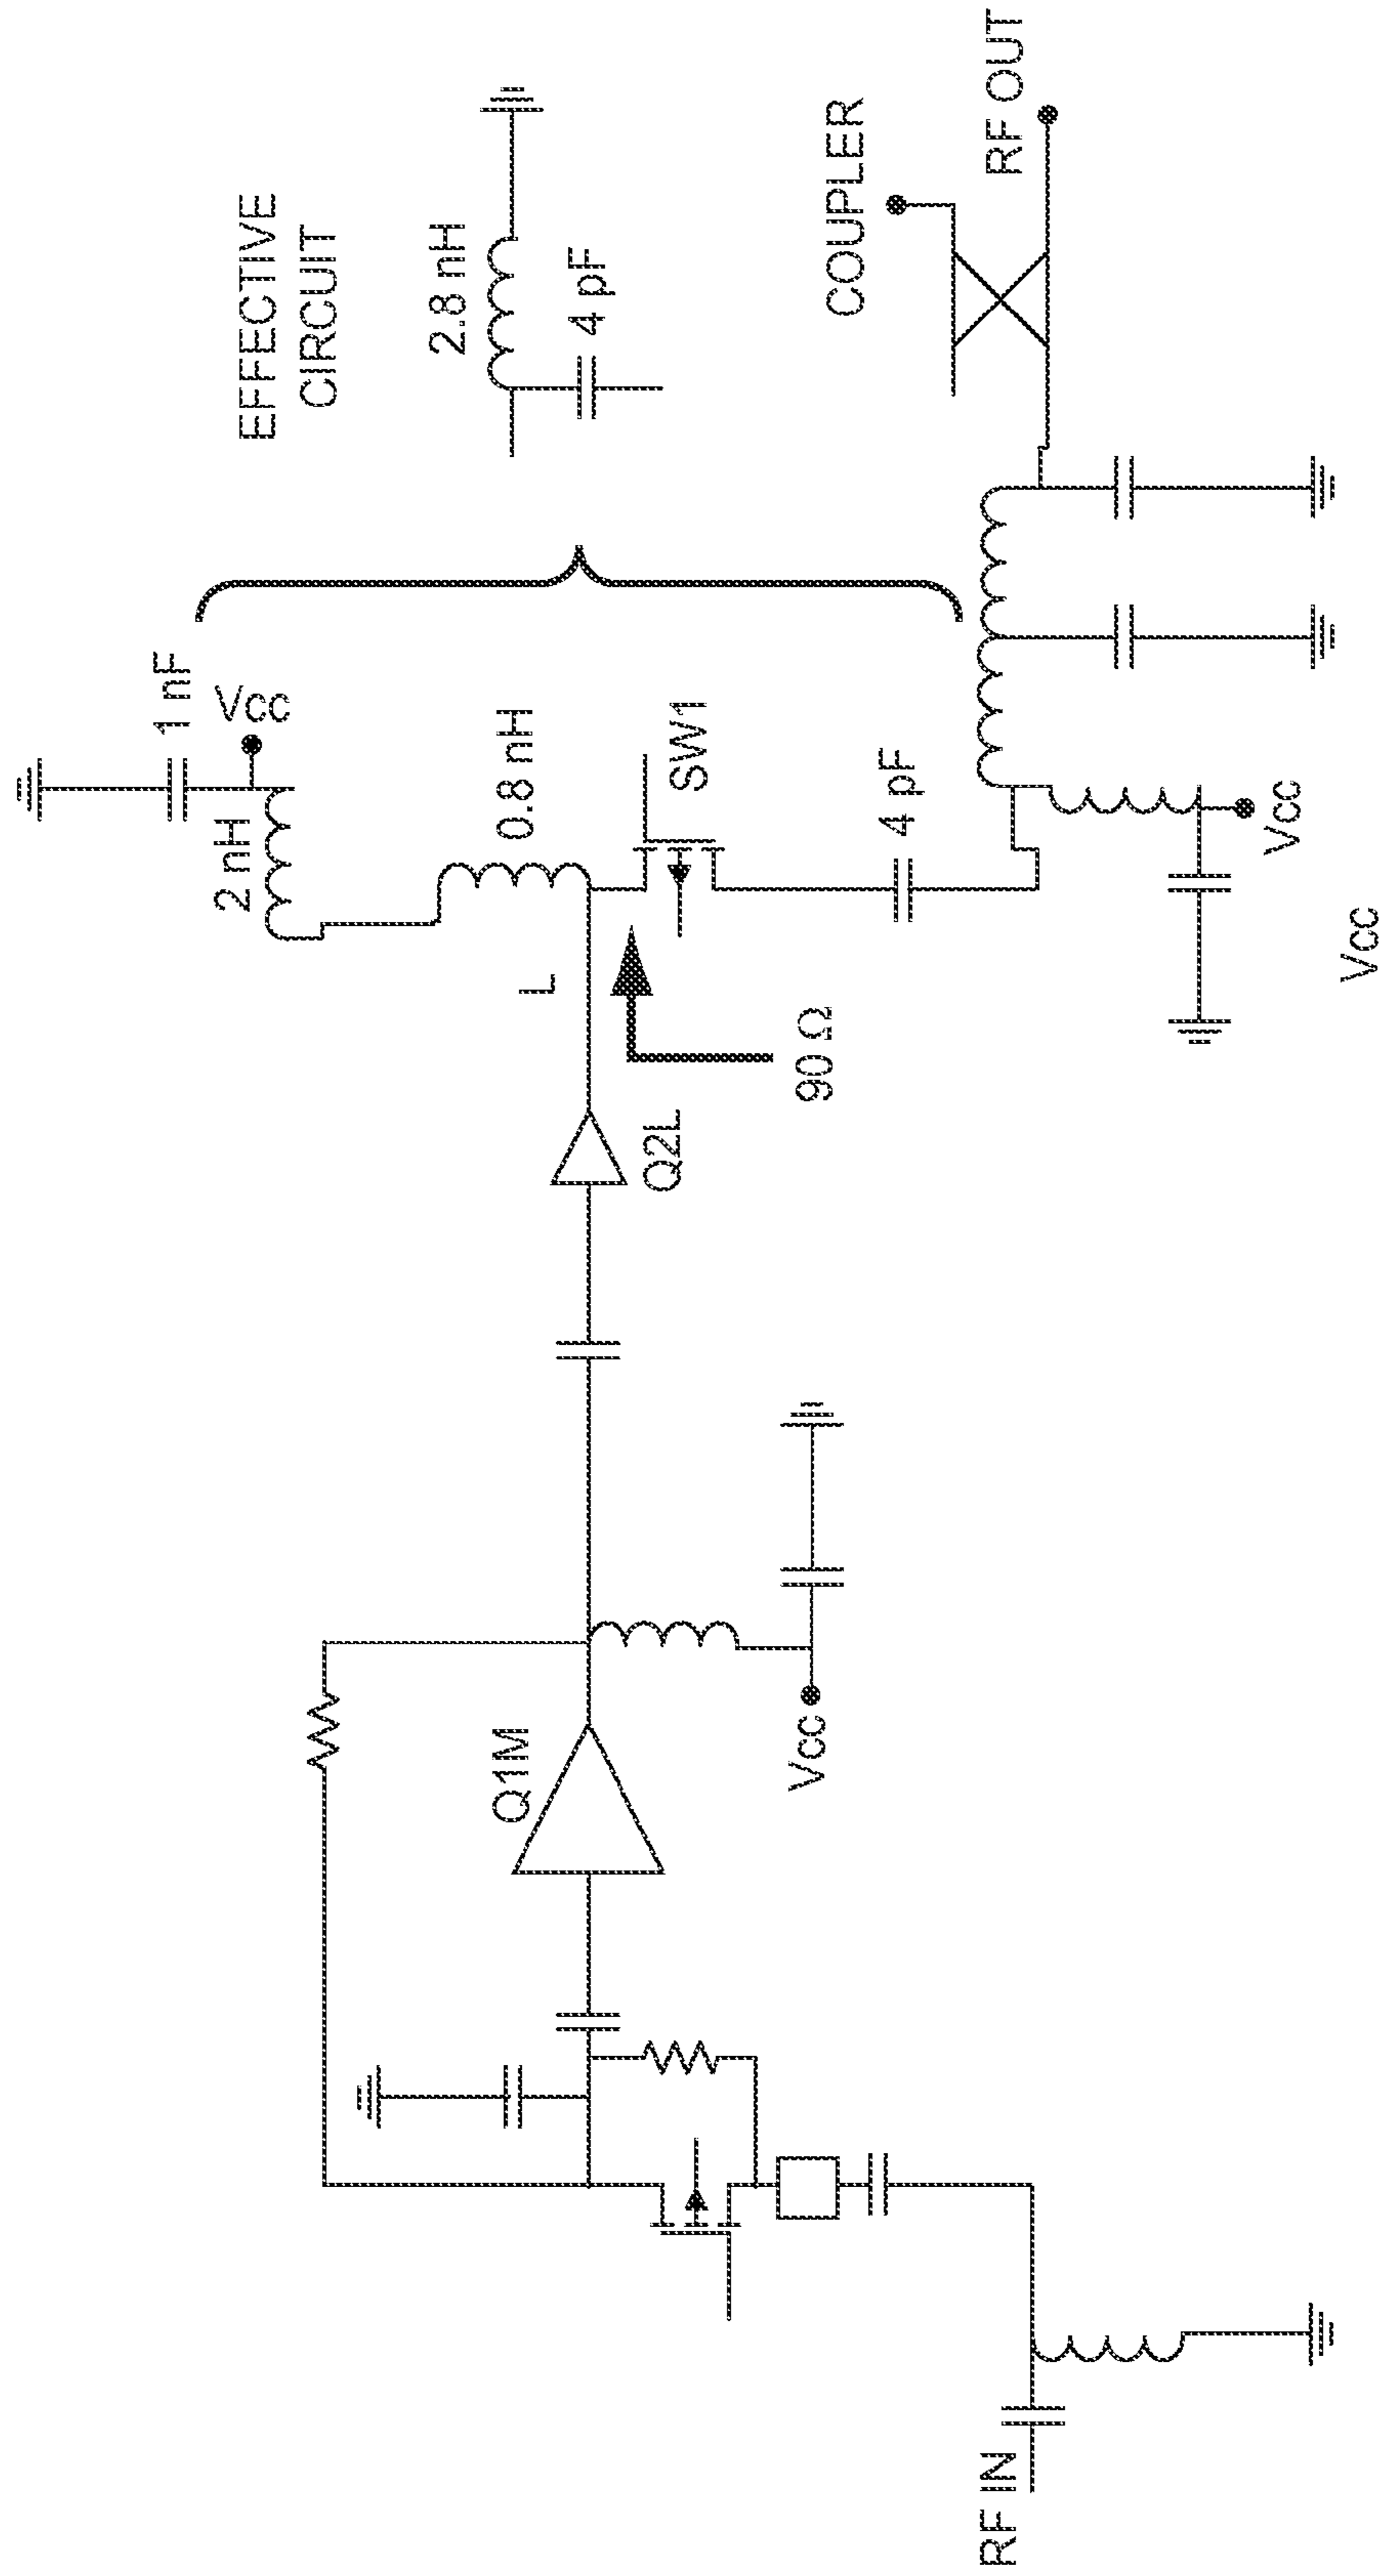 EFFECTIVE
CIRCUIT
2.8 nH
4 pF
COUPLER
RF OUT
1 nF
Vcc
2 nH
0.8 nH
SW1
4 pF
L
90 Ω
Vcc
Vcc
Q2L
Q1M
Vcc
RF IN